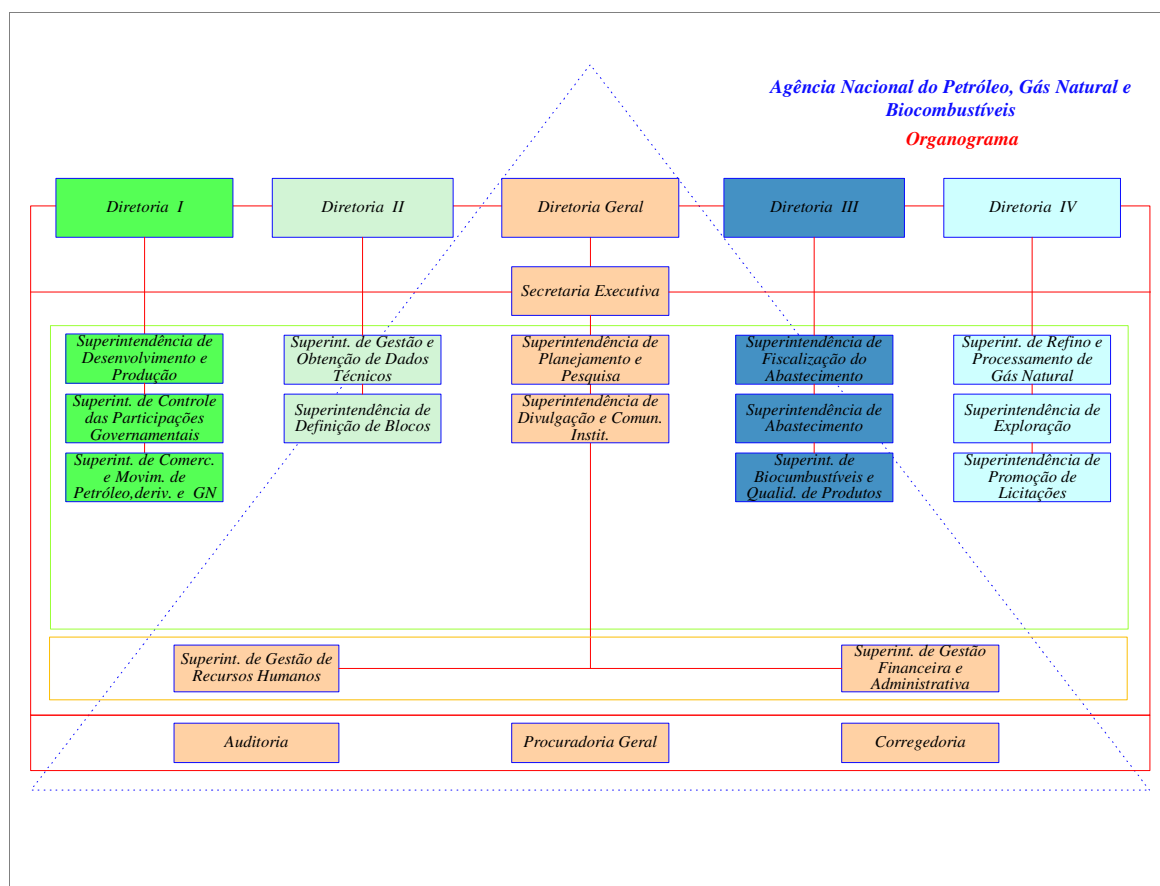 Agência Nacional do Petróleo, Gás Natural e
Biocombustíveis
Organograma
Diretoria I
Diretoria II
Diretoria Geral
Diretoria III
Diretoria IV
Secretaria Executiva
Superintendência de
Desenvolvimento e
Produção
Superint. de Gestão e
Obtenção de Dados
Técnicos
Superintendência de
Planejamento e
Pesquisa
Superintendência de
Fiscalização do
Abastecimento
Superint. de Refino e
Processamento de
Gás Natural
Superint. de Controle
das Participações
Governamentais
Superintendência de
Definição de Blocos
Superintendência de
Divulgação e Comun.
Instit.
Superintendência de
Abastecimento
Superintendência de
Exploração
Superint. de Comerc.
e Movim. de
Petróleo,deriv. e GN
Superint. de
Biocumbustíveis e
Qualid. de Produtos
Superintendência de
Promoção de
Licitações
Superint. de Gestão de
Recursos Humanos
Superint. de Gestão
Financeira e
Administrativa
Auditoria
Procuradoria Geral
Corregedoria